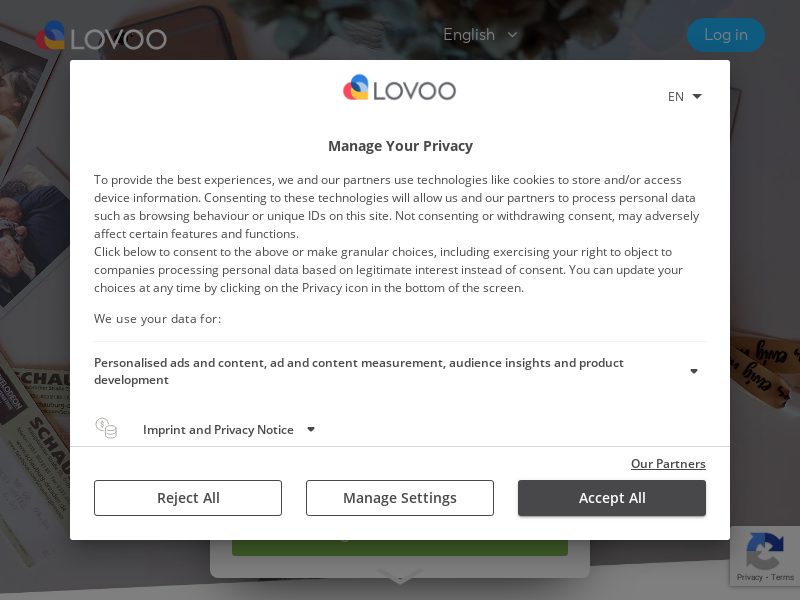 LOVOO
English
Log in
LOVOO
EN
Manage Your Privacy
To provide the best experiences, we and our partners use technologies like cookies to store and/or access
device information. Consenting to these technologies will allow us and our partners to process personal data
such as browsing behaviour or unique IDs on this site. Not consenting or withdrawing consent, may adversely
affect certain features and functions.
Click below to consent to the above or make granular choices, including exercising your right to object to
companies processing personal data based on legitimate interest instead of consent. You can update your
choices at any time by clicking on the Privacy icon in the bottom of the screen.
We use your data for:
Personalised ads and content, ad and content measurement, audience insights and product
development
Imprint and Privacy Notice
Our Partners
Reject All
Manage Settings
Accept All
Privacy - Terms